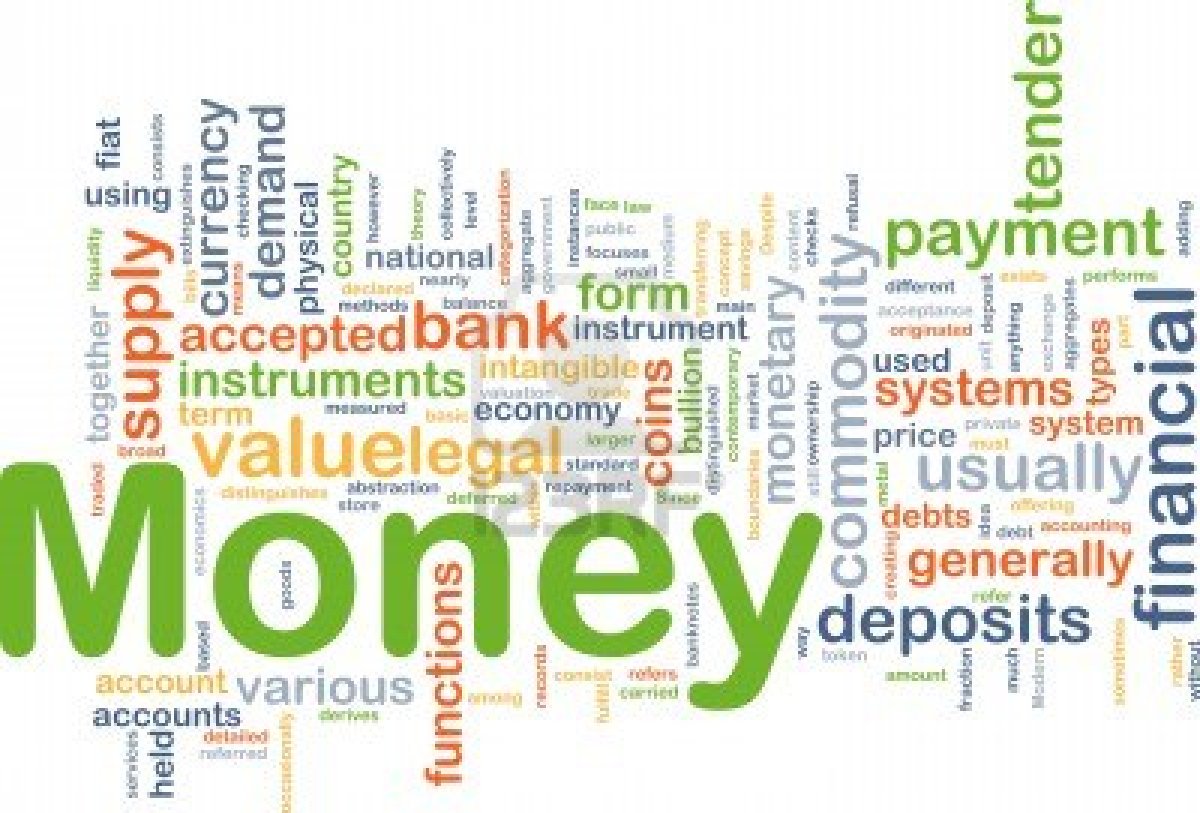 tender
fiat
consists
currency
demand
using
country
physical
checking
extinguishes
however
theory
collectively
level
categorization
aggregate
government
instances
face law
public
focuses
small
medium
transferring
concept
savings
Despite
content
checks
refusal
payment
adding
liquidity
supply
bills
means
national
nearly
declared
methods
balance
form
main
different
deposit
exists
performs
acceptance
originated
anything
exchange
aggregates
together
accepted
bank
instrument
monetary
commodity
financial
unit
part
types
used
instruments
intangible
valuation
trade
coins
bullion
contemporary
market
ownership
systems
term
measured
basic
economy
larger
distinguished
still
price
private
must
system
broad
value
legal
standard
usually
traded
distinguishes
abstraction
store
deferred
within
repayment
Since
boundaries
metal
offering
economics
Money
123RF
debts
idea
debt
accounting
creating
generally
goods
functions
banknotes
refer
deposits
based
way
token
account
various
records
consist
refers
carried
fulfill
among
amount
fraction
much
Modern
sometimes
rather
without
accounts
derives
services
held
detailed
referred
occasionally